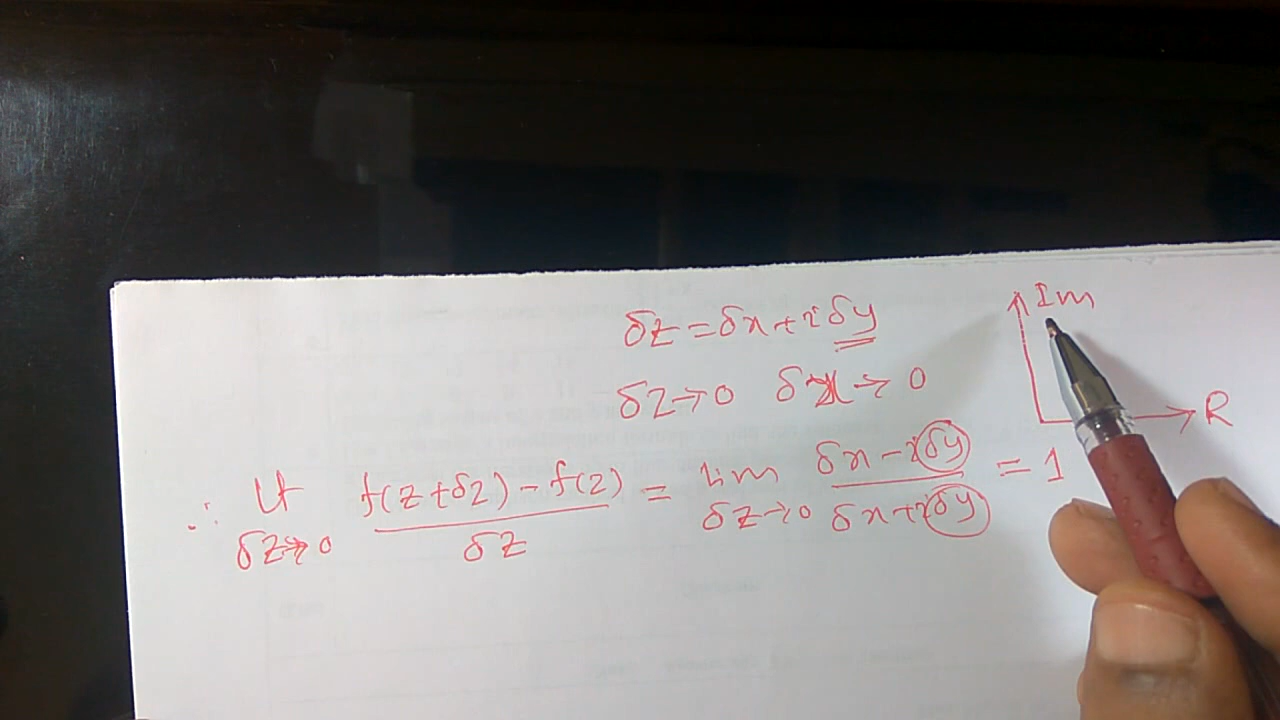 δz = δx + iδy
Im
δz → 0 δx → 0
R
∴ lt δz → 0 f(z + δz) − f(z) / δz = lim δz → 0 δx − iδy / δx + iδy = 1